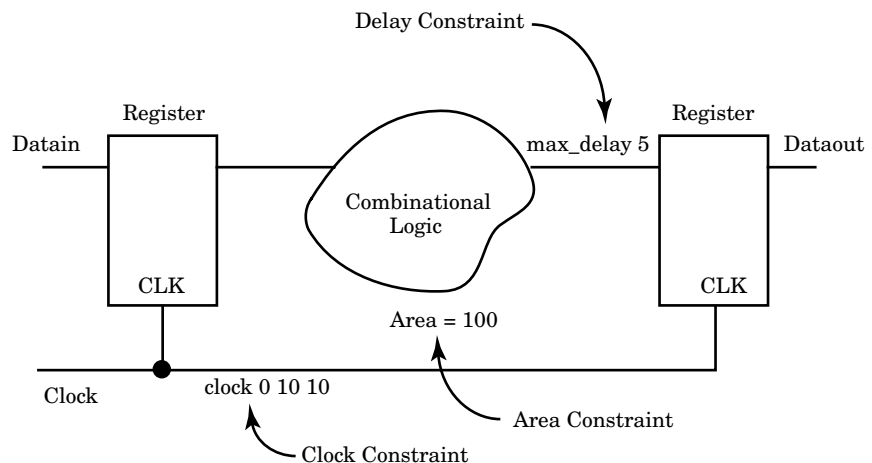 Delay Constraint
Register
Register
Datain
max_delay 5
Dataout
Combinational
Logic
CLK
CLK
Area = 100
Clock
clock 0 10 10
Area Constraint
Clock Constraint